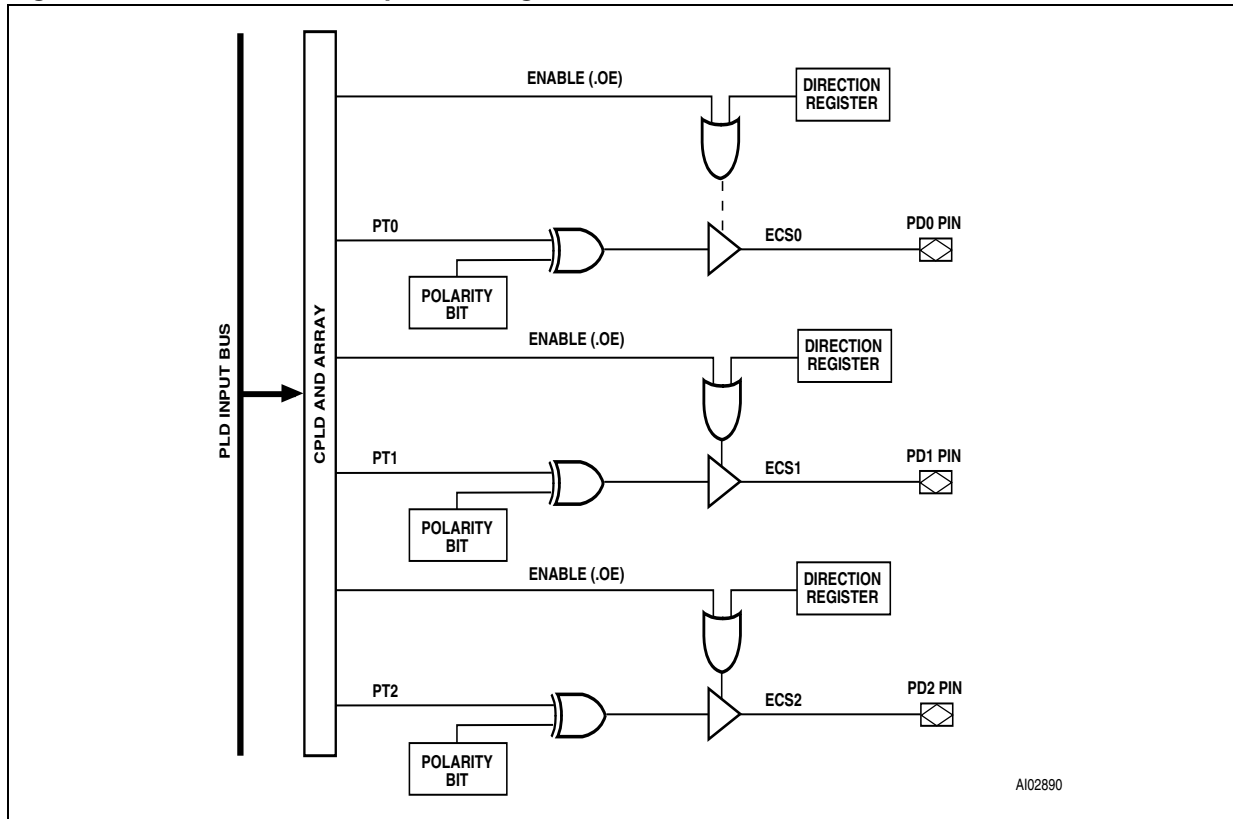 ENABLE (.OE)
DIRECTION
REGISTER
PT0
ECS0
PD0 PIN
POLARITY
BIT
ENABLE (.OE)
DIRECTION
REGISTER
PLD INPUT BUS
CPLD AND ARRAY
PT1
ECS1
PD1 PIN
POLARITY
BIT
ENABLE (.OE)
DIRECTION
REGISTER
PT2
ECS2
PD2 PIN
POLARITY
BIT
AI02890